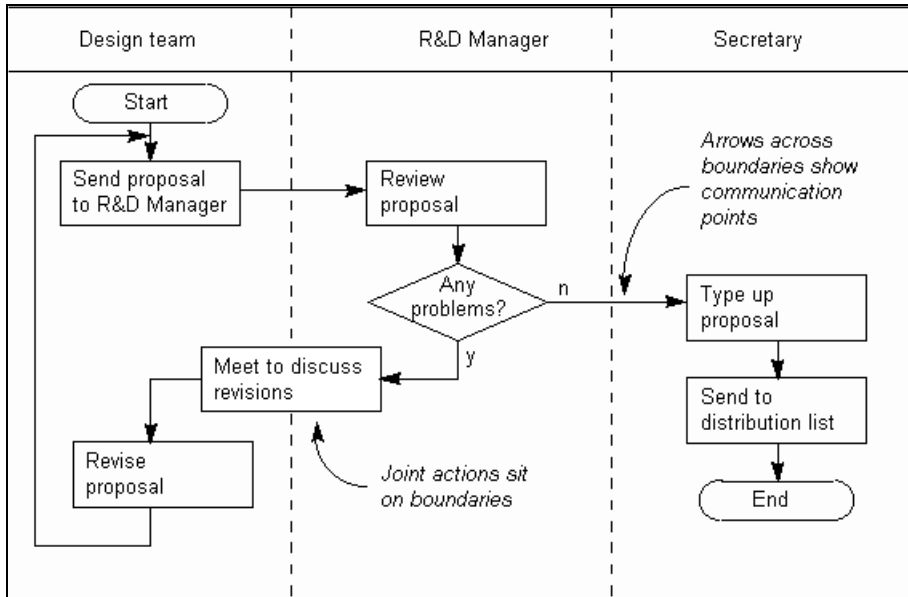 Design team
R&D Manager
Secretary
Start
Send proposal
to R&D Manager
Review
proposal
Arrows across
boundaries show
communication
points
Any
problems?
n
y
Type up
proposal
Meet to discuss
revisions
Send to
distribution list
Revise
proposal
Joint actions sit
on boundaries
End